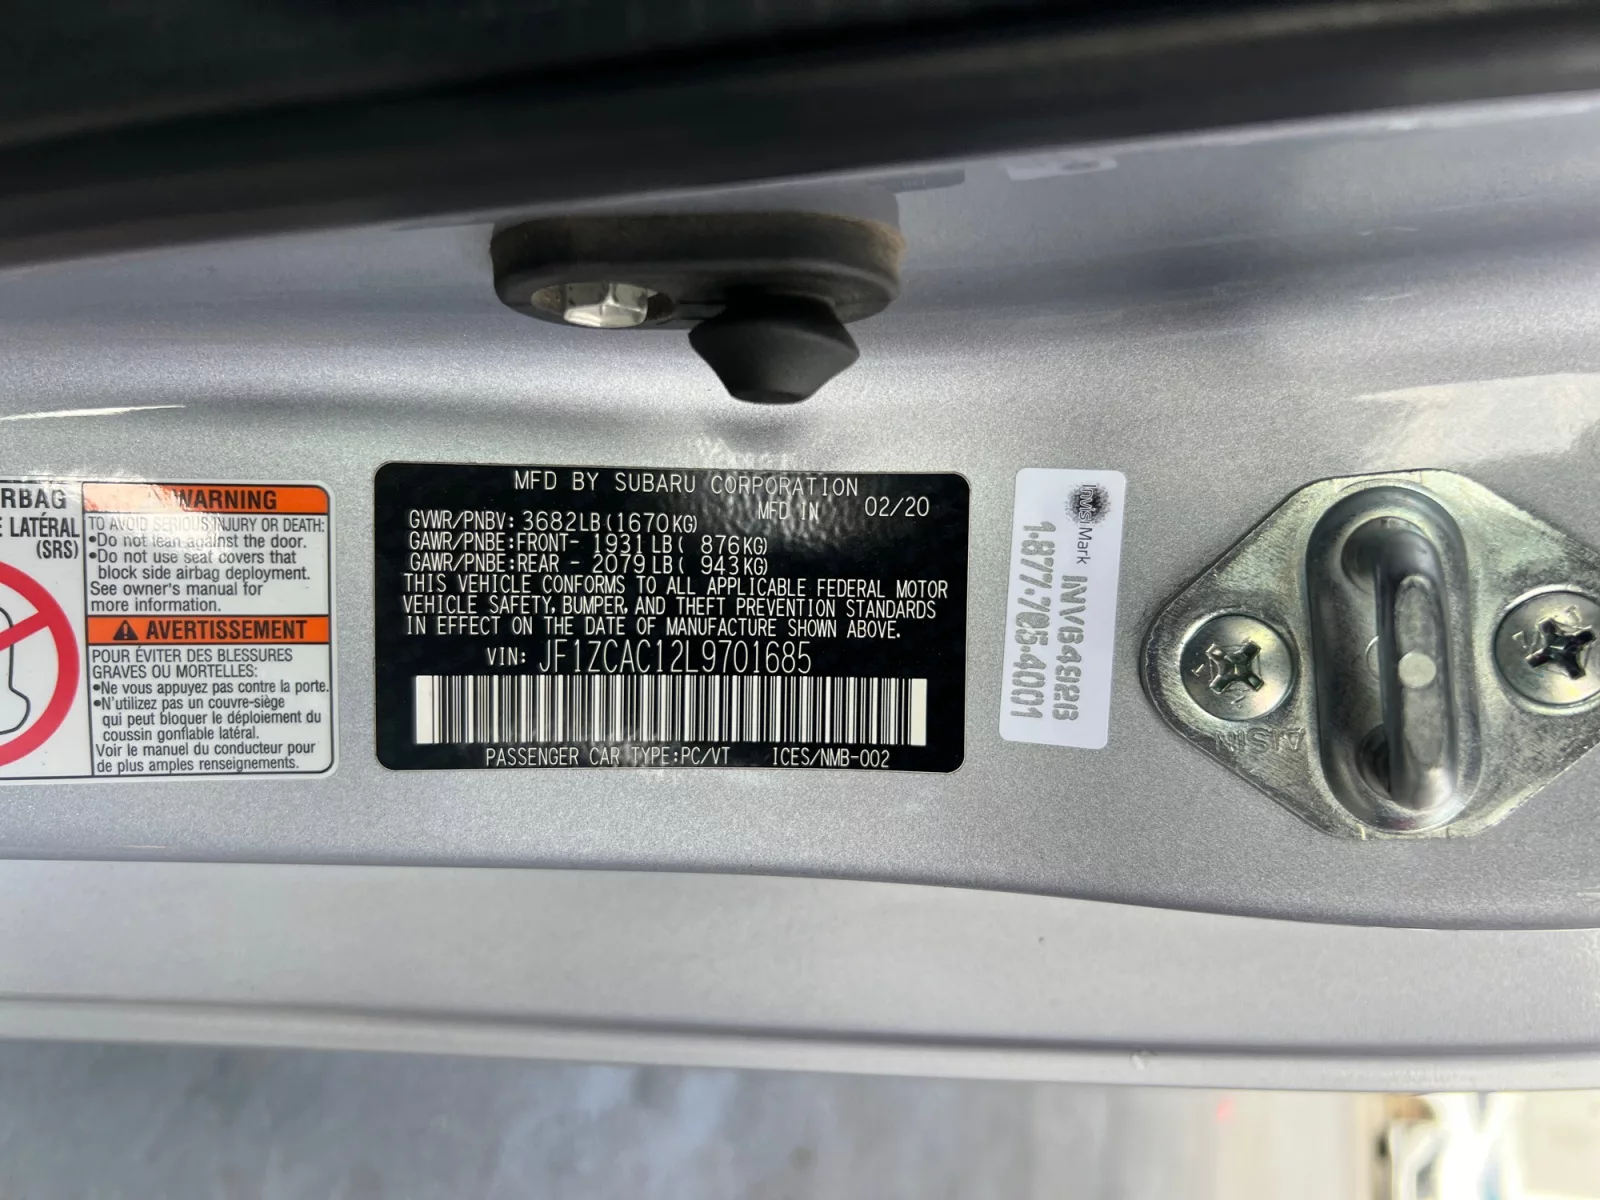 RBAG
E LATÉRAL
(SRS)
WARNING
TO AVOID SERIOUS INJURY OR DEATH:
•Do not lean against the door.
•Do not use seat covers that
block side airbag deployment.
See owner's manual for
more information.
AVERTISSEMENT
POUR ÉVITER DES BLESSURES
GRAVES OU MORTELLES:
•Ne vous appuyez pas contre la porte.
•N'utilisez pas un couvre-siège
qui peut bloquer le déploiement du
coussin gonflable latéral.
Voir le manuel du conducteur pour
de plus amples renseignements.
MFD BY SUBARU CORPORATION
MFD IN 02/20
GVWR/PNBV: 3682LB(1670KG)
GAWR/PNBE:FRONT- 1931LB( 876KG)
GAWR/PNBE:REAR - 2079LB( 943KG)
THIS VEHICLE CONFORMS TO ALL APPLICABLE FEDERAL MOTOR
VEHICLE SAFETY, BUMPER, AND THEFT PREVENTION STANDARDS
IN EFFECT ON THE DATE OF MANUFACTURE SHOWN ABOVE.
VIN: JF1ZCAC12L9701685
PASSENGER CAR TYPE:PC/VT ICES/NMB-002
InvisiMark INVB49213
1-877-705-4001
AISIN